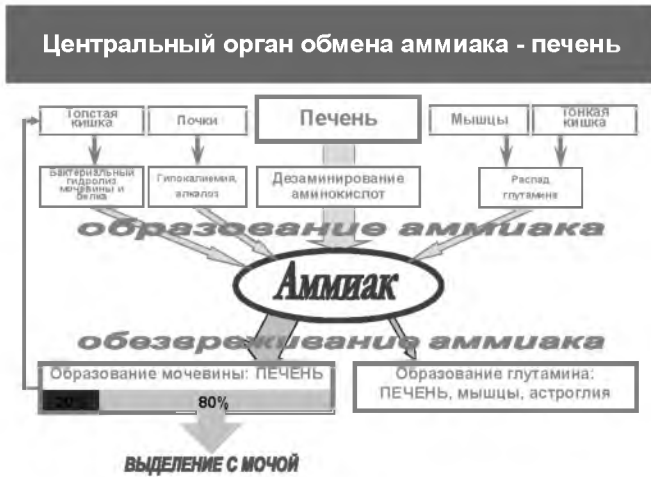 Центральный орган обмена аммиака - печень
Толстая
кишка
Почки
Печень
Мышцы
Тонкая
кишка
Бактериальный
гидролиз
мочевины и
белка
Гипокалиемия,
алкалоз
Дезаминирование
аминокислот
Распад
глутамина
образование аммиака
Аммиак
обезвреживание аммиака
Образование мочевины: ПЕЧЕНЬ
20%
80%
Образование глутамина:
ПЕЧЕНЬ, мышцы, астроглия
ВЫДЕЛЕНИЕ С МОЧОЙ